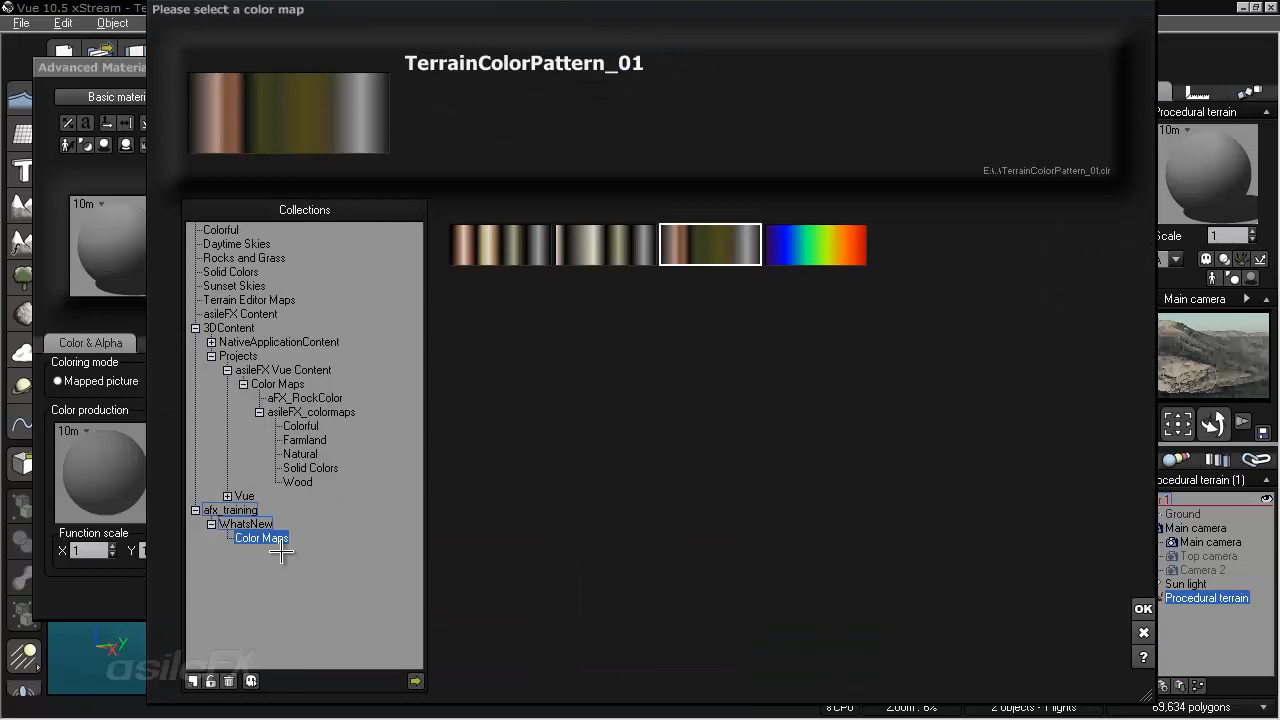 Vue 10.5 xStream
Please select a color map
File Edit Object
TerrainColorPattern_01
Advanced Materia
Basic materi
E:\..\TerrainColorPattern_01.clr
Procedural terrain
10m
Scale 1
Collections
Colorful
Daytime Skies
Rocks and Grass
Solid Colors
Sunset Skies
Terrain Editor Maps
asileFX Content
3DContent
NativeApplicationContent
Projects
asileFX Vue Content
Color Maps
aFX_RockColor
asileFX_colormaps
Colorful
Farmland
Natural
Solid Colors
Wood
Vue
afx_training
WhatsNew
Color Maps
10m
Color & Alpha
Coloring mode
Mapped picture
Color production
10m
Function scale
X 1 Y 1
Main camera
ocedural terrain (1)
r 1
Ground
Main camera
Main camera
Top camera
Camera 2
Sun light
Procedural terrain
OK
?
Y
X
asileFX
8 CPU Zoom : 6% 69,634 polygons